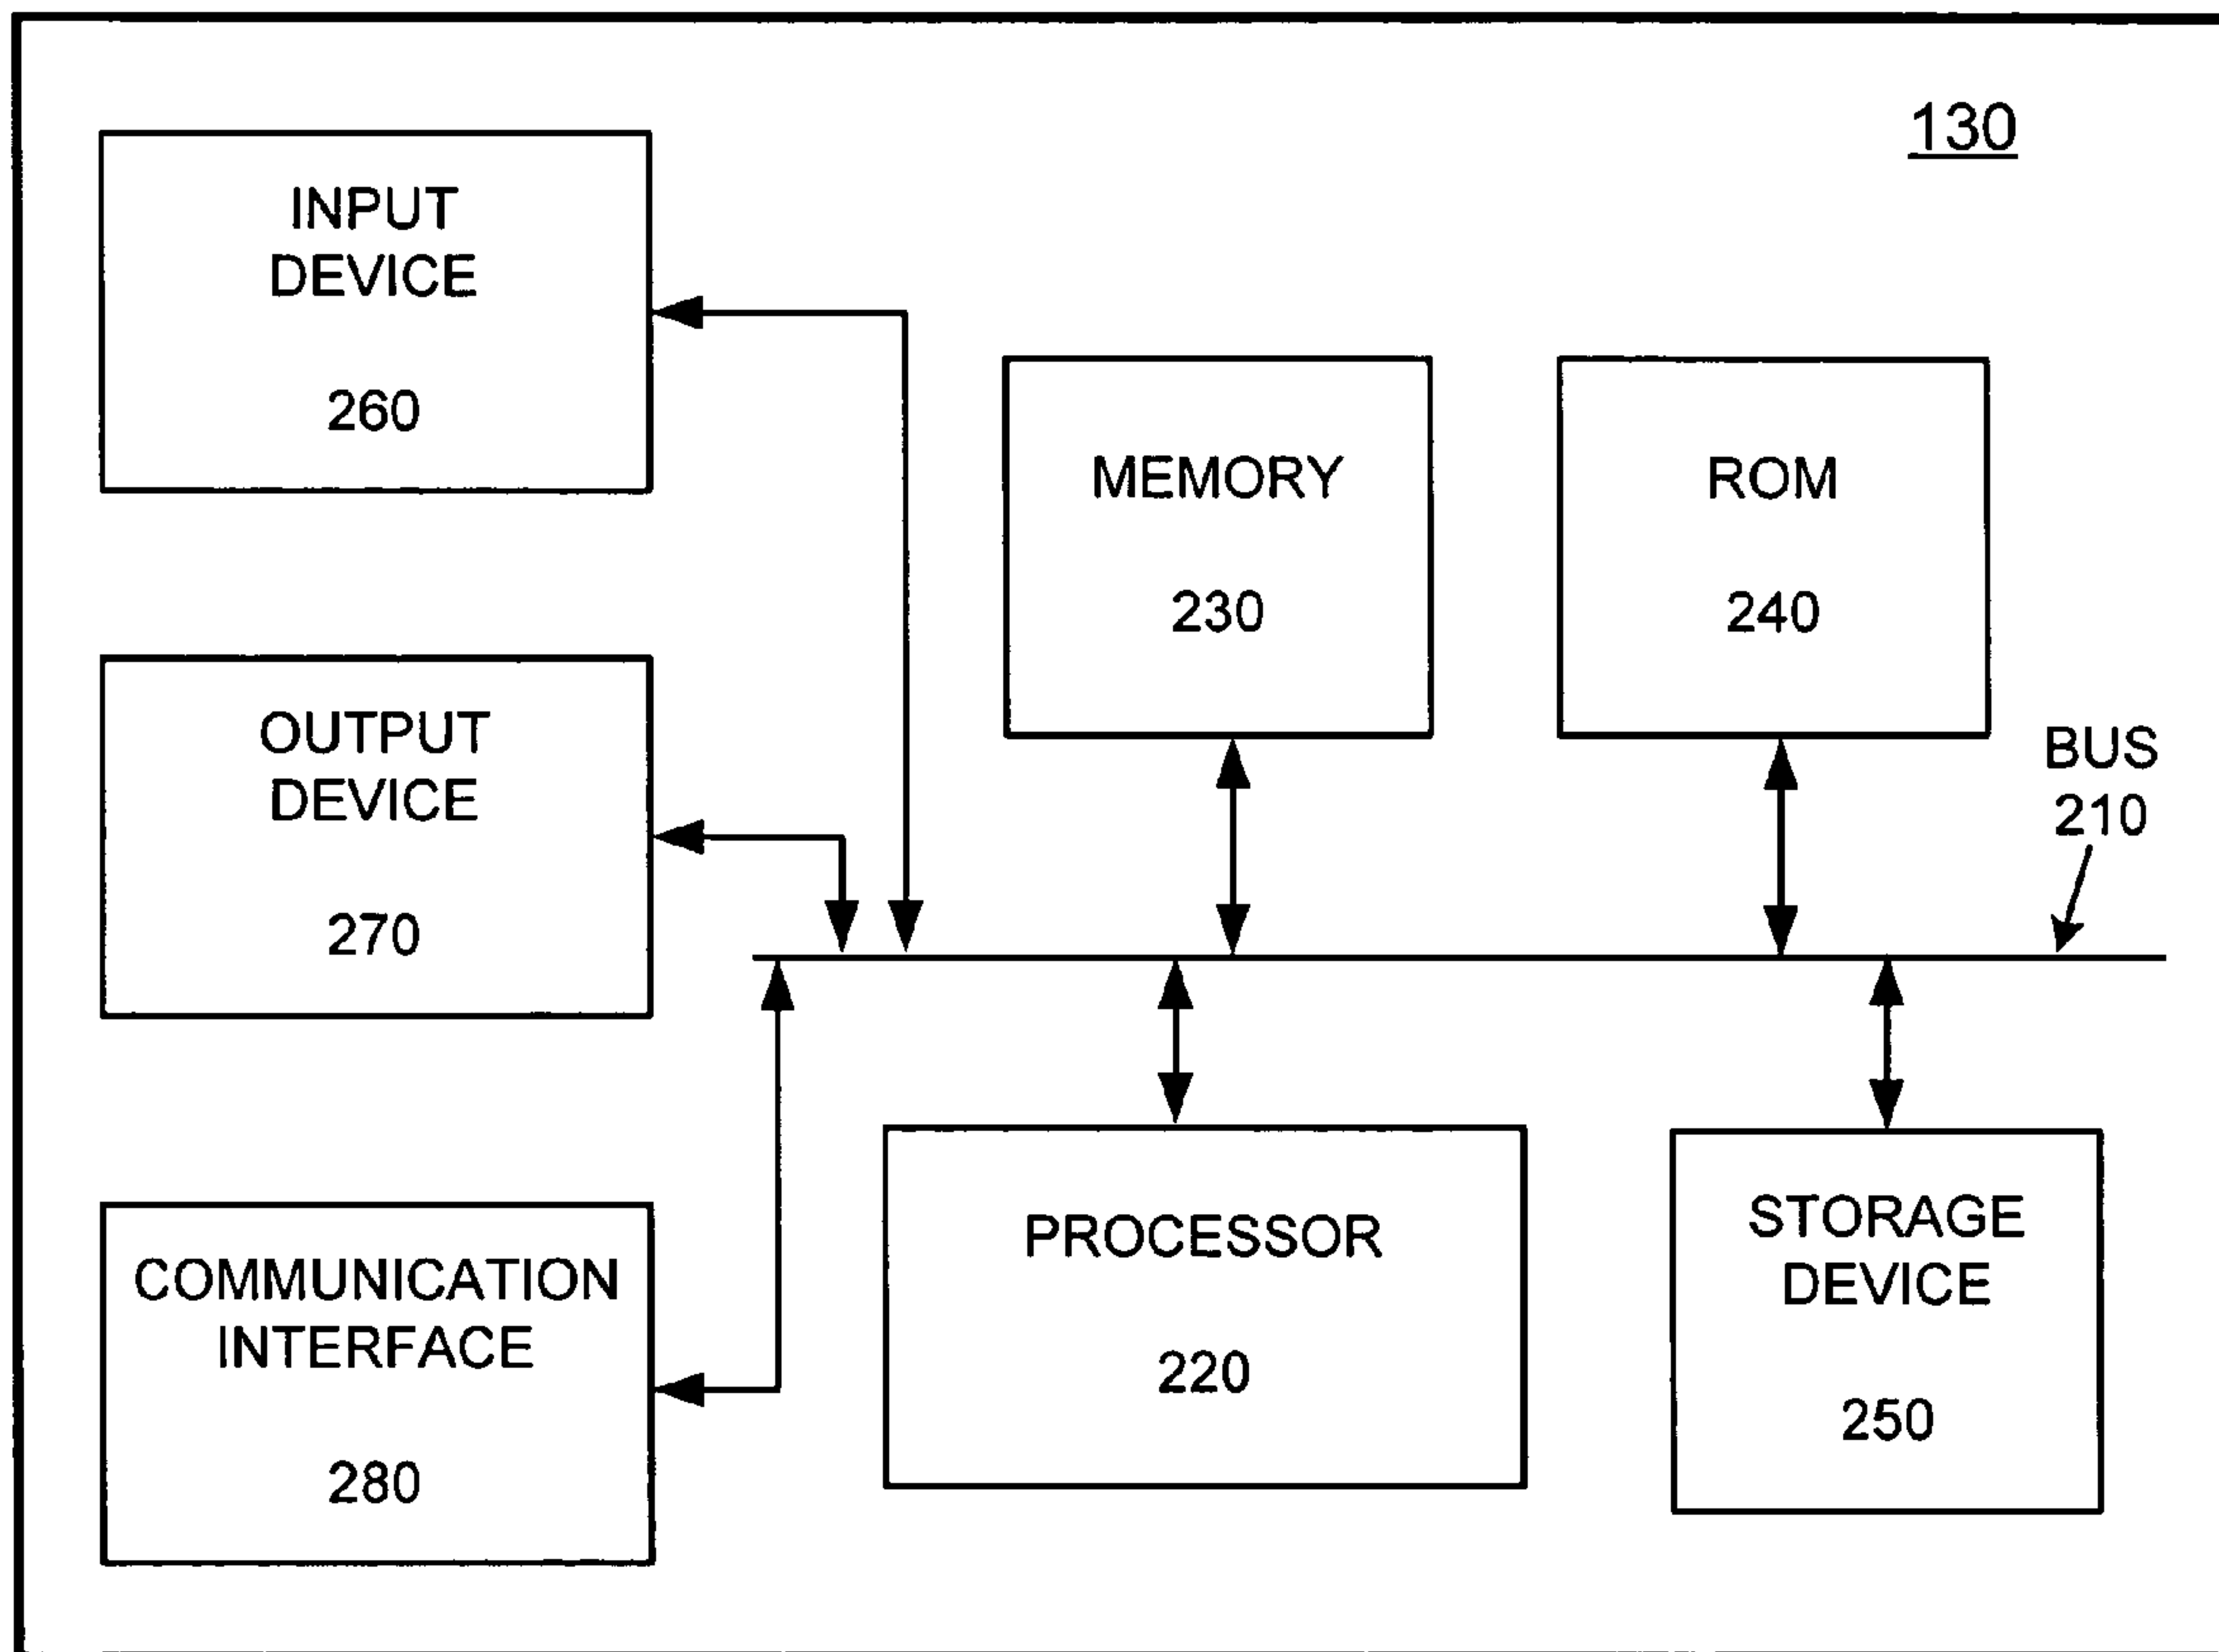 130
INPUT
DEVICE
260
MEMORY
230
ROM
240
OUTPUT
DEVICE
270
BUS
210
COMMUNICATION
INTERFACE
280
PROCESSOR
220
STORAGE
DEVICE
250